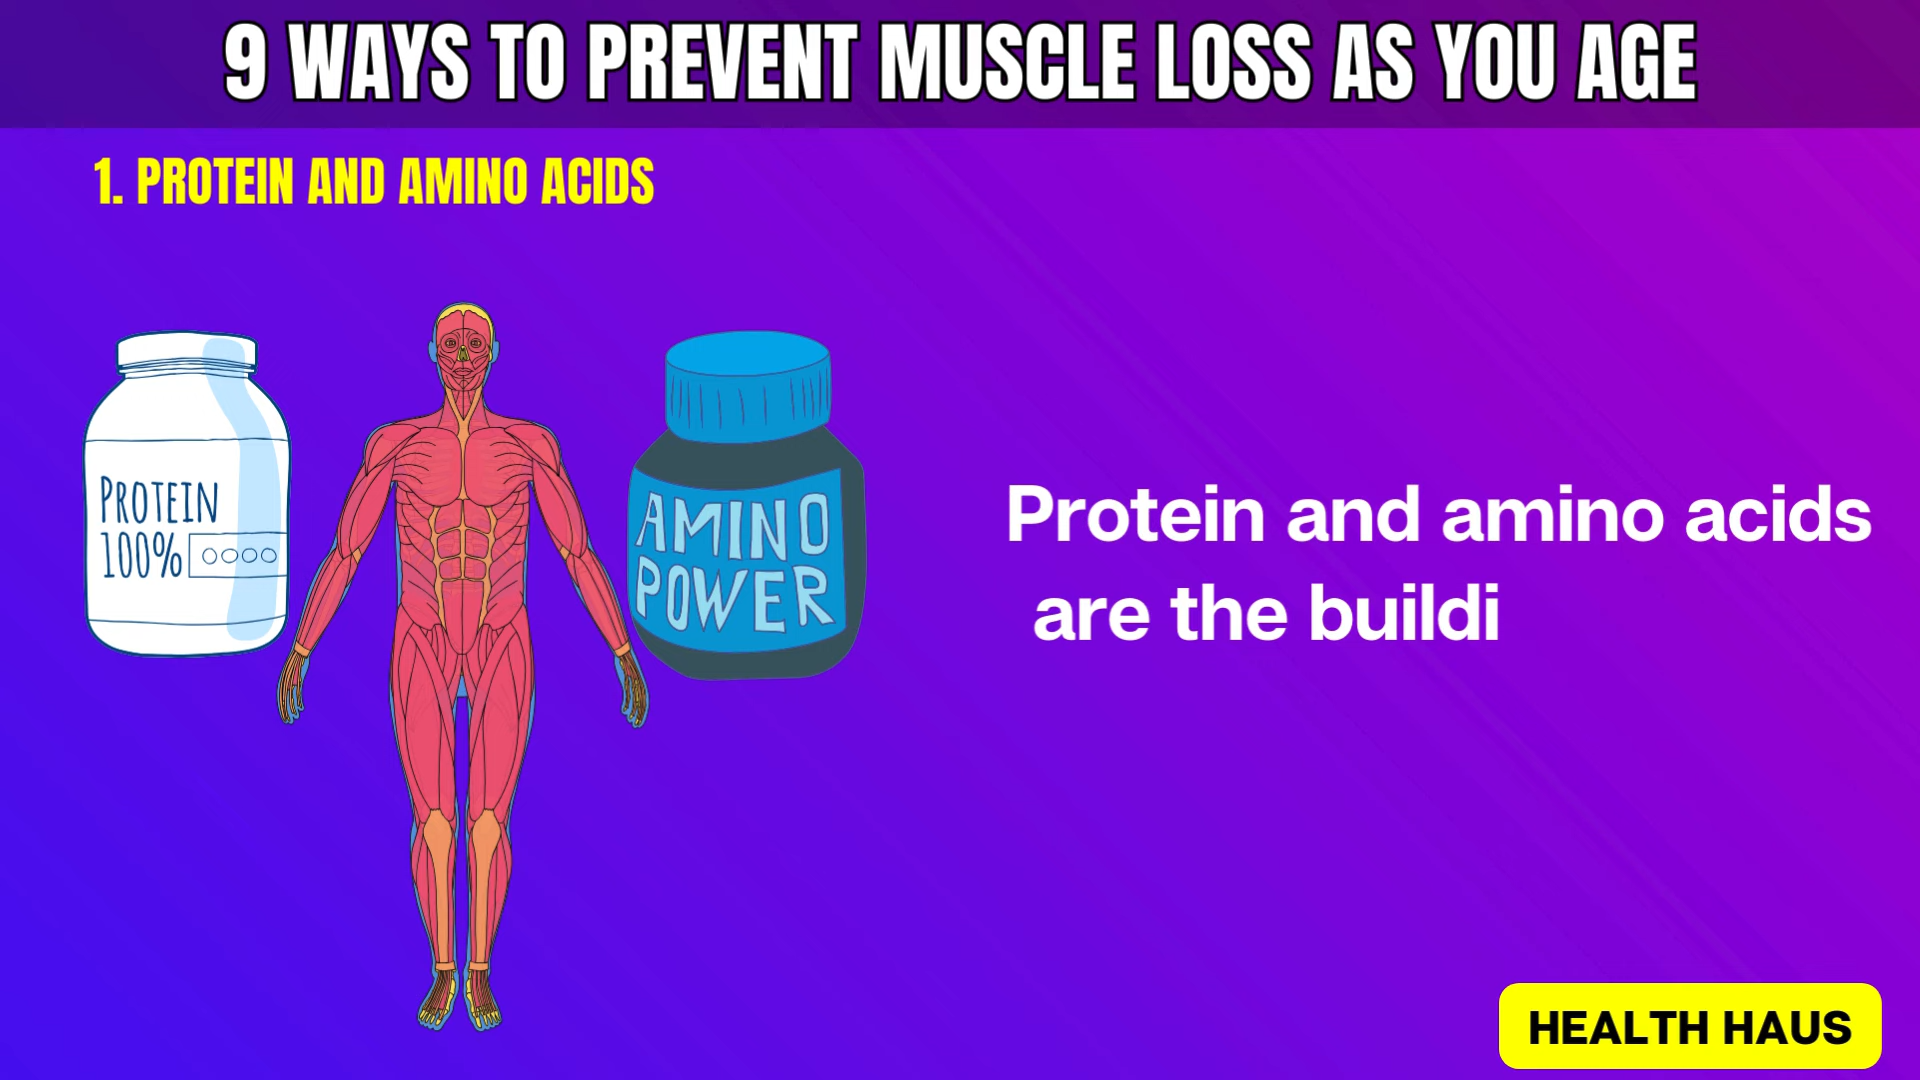 9 WAYS TO PREVENT MUSCLE LOSS AS YOU AGE
1. PROTEIN AND AMINO ACIDS
PROTEIN
100%
AMINO
POWER
Protein and amino acids
are the buildi
HEALTH HAUS